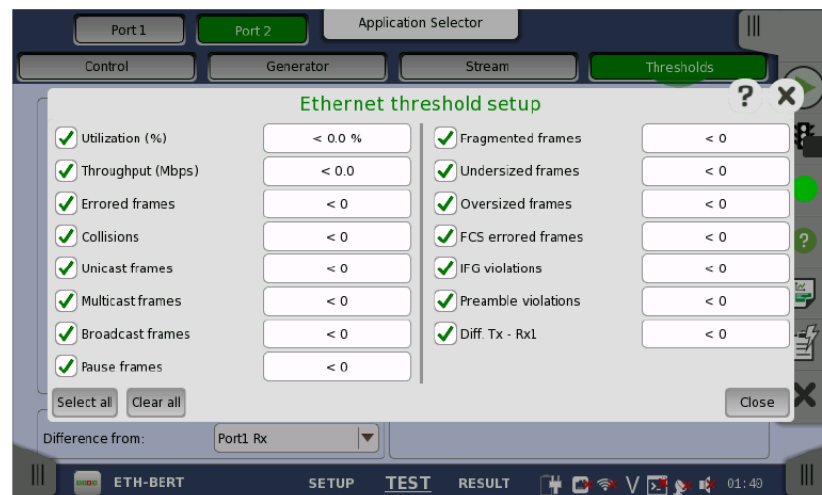 Port 1
Port 2
Application Selector
Control
Generator
Stream
Thresholds
Ethernet threshold setup
?
Utilization (%)
< 0.0 %
Fragmented frames
< 0
Throughput (Mbps)
< 0.0
Undersized frames
< 0
Errored frames
< 0
Oversized frames
< 0
Collisions
< 0
FCS errored frames
< 0
?
Unicast frames
< 0
IFG violations
< 0
Multicast frames
< 0
Preamble violations
< 0
Broadcast frames
< 0
Diff. Tx - Rx1
< 0
Pause frames
< 0
Select all
Clear all
Close
Difference from:
Port1 Rx
ETH-BERT
SETUP
TEST
RESULT
V
01:40